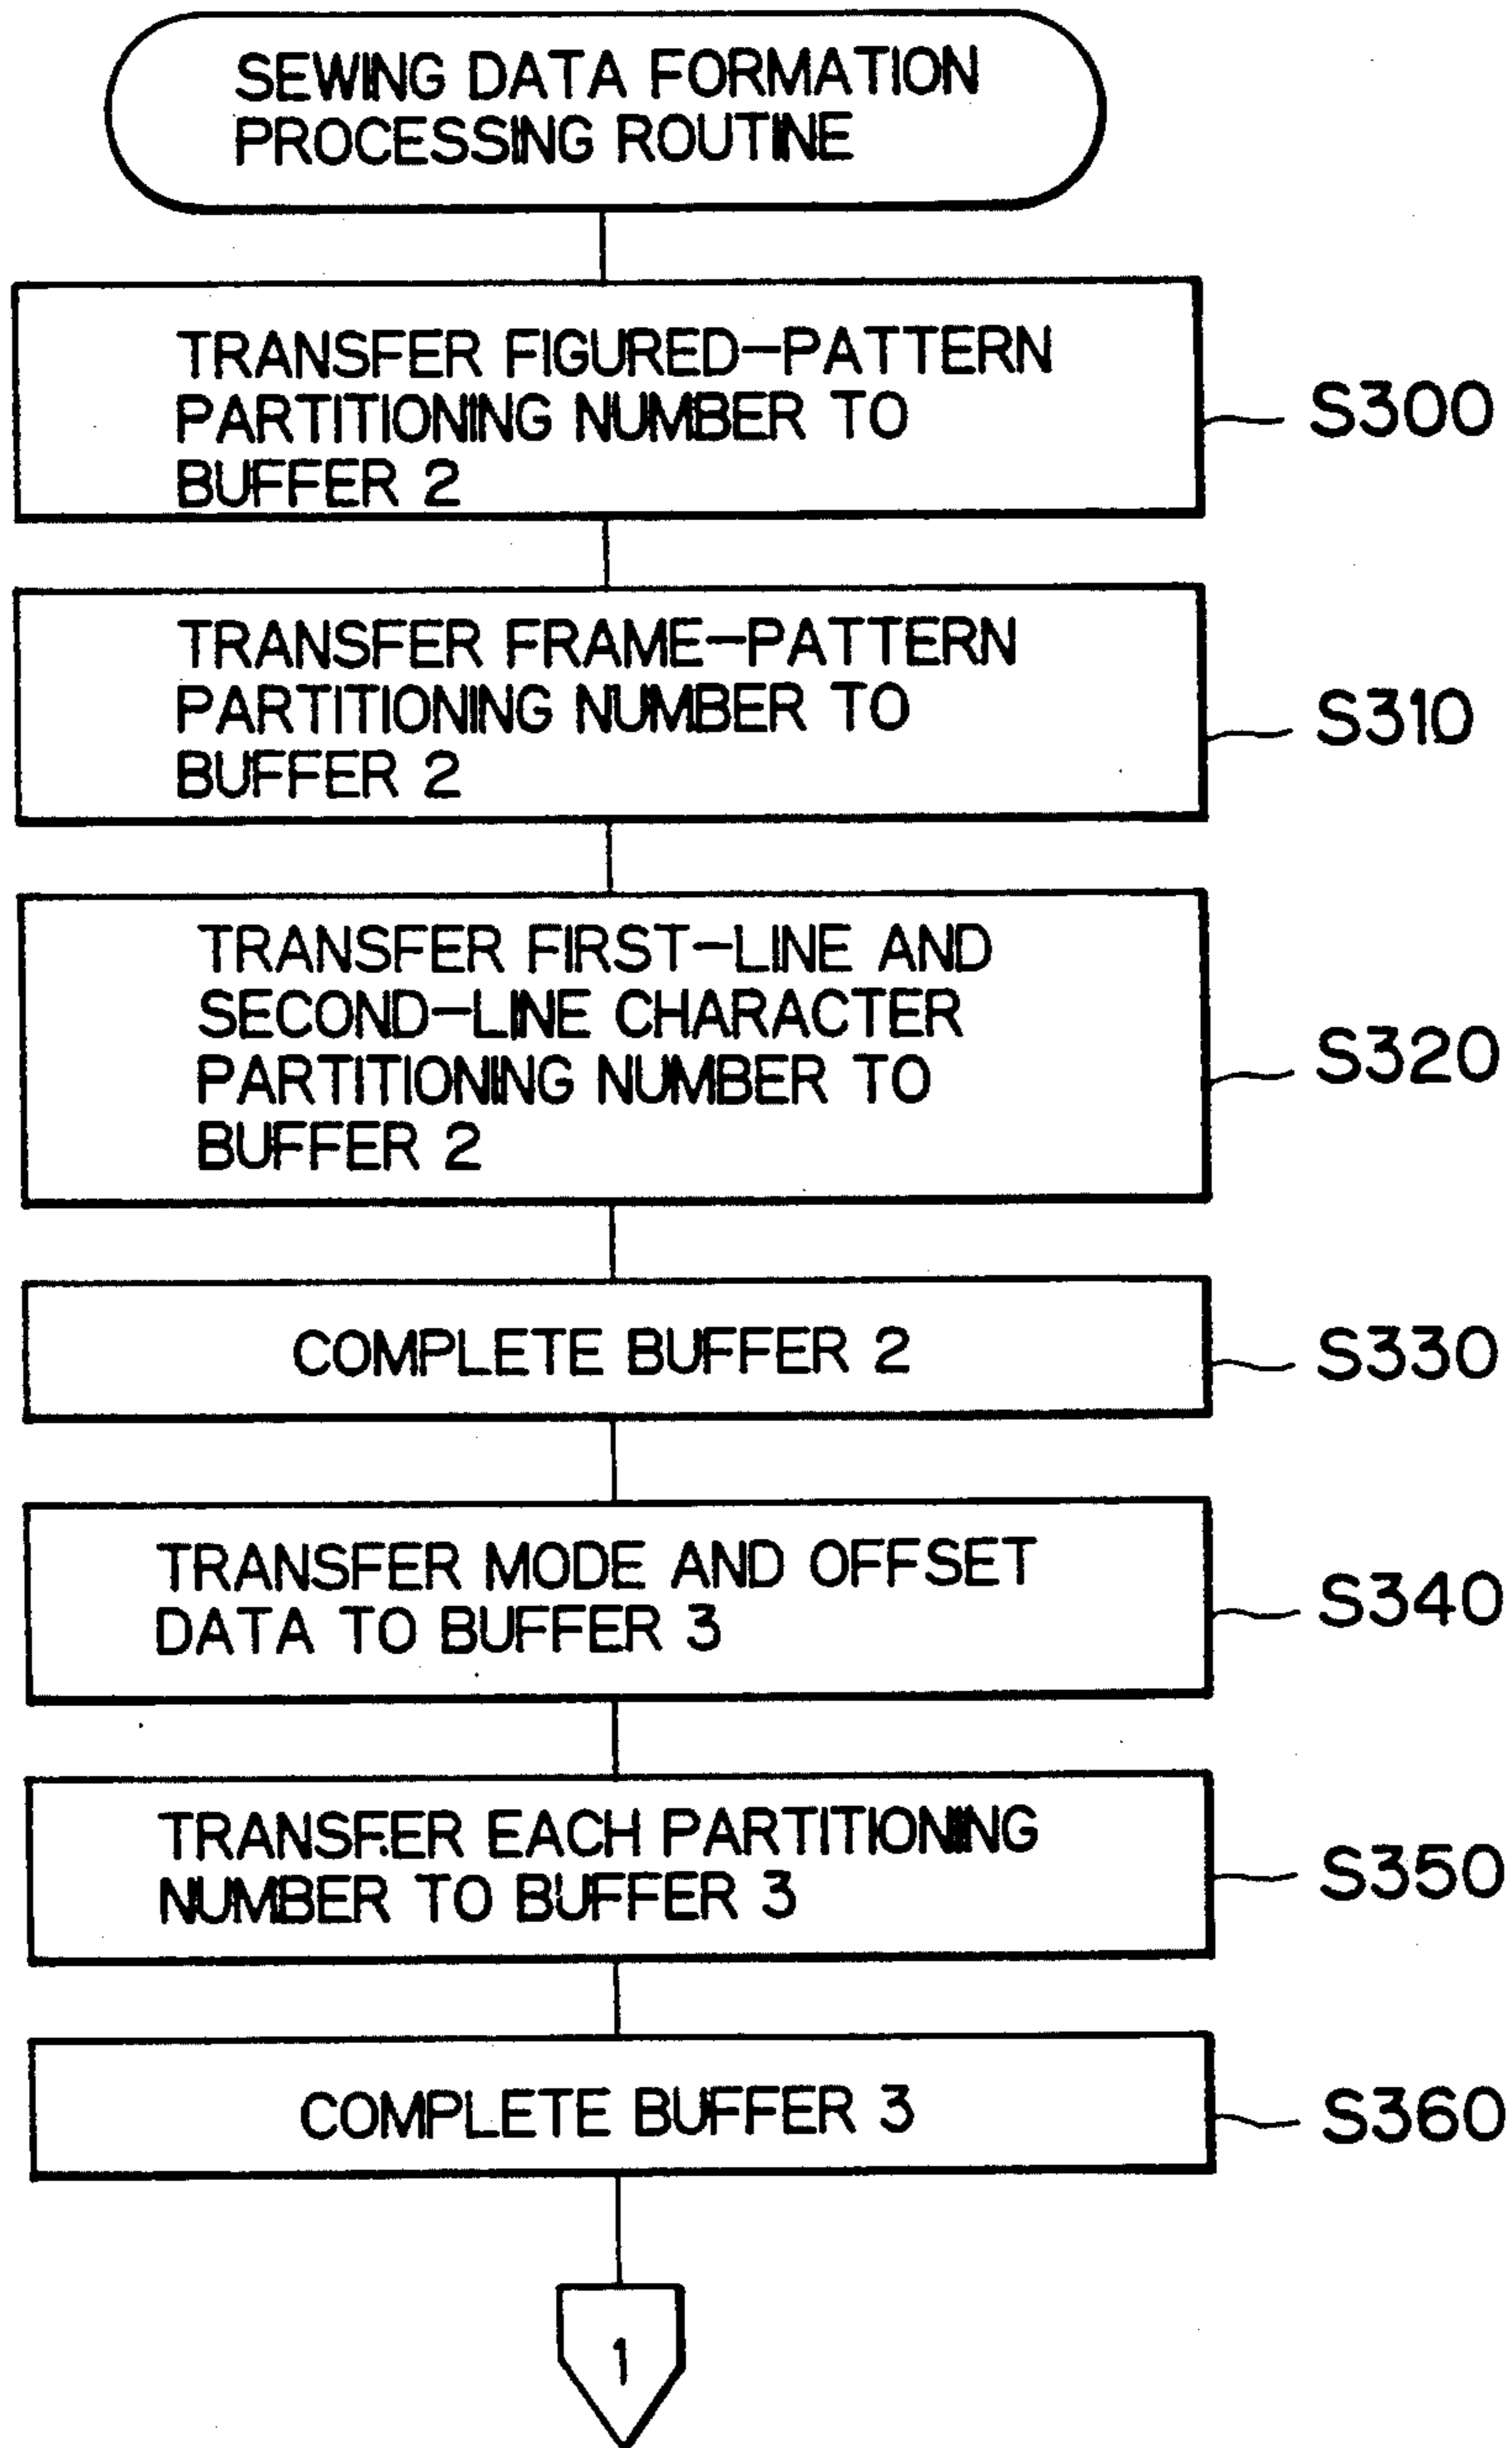 SEWING DATA FORMATION
PROCESSING ROUTINE
TRANSFER FIGURED-PATTERN
PARTITIONING NUMBER TO
BUFFER 2
S300
TRANSFER FRAME-PATTERN
PARTITIONING NUMBER TO
BUFFER 2
S310
TRANSFER FIRST-LINE AND
SECOND-LINE CHARACTER
PARTITIONING NUMBER TO
BUFFER 2
S320
COMPLETE BUFFER 2
S330
TRANSFER MODE AND OFFSET
DATA TO BUFFER 3
S340
TRANSFER EACH PARTITIONING
NUMBER TO BUFFER 3
S350
COMPLETE BUFFER 3
S360
1